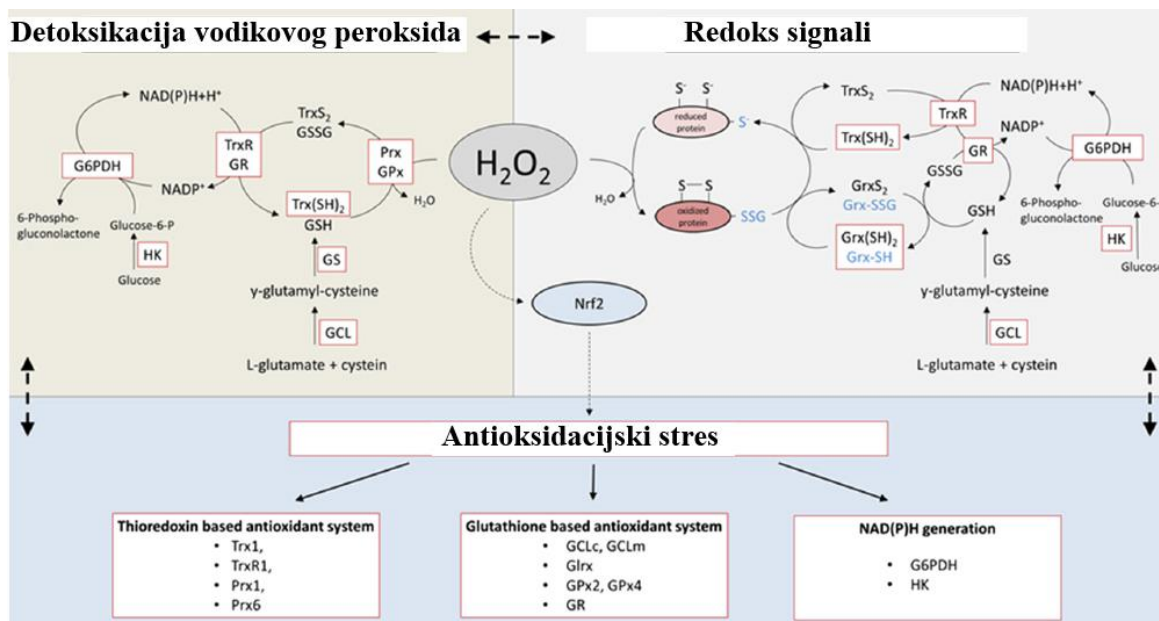 Detoksikacija vodikovog peroksida
Redoks signali
NAD(P)H+H⁺
TrxS₂
GSSG
TrxR
GR
Prx
GPx
G6PDH
NADP⁺
H₂O
Trx(SH)₂
GSH
6-Phospho-
gluconolactone
Glucose-6-P
HK
Glucose
GS
γ-glutamyl-cysteine
GCL
L-glutamate + cystein
H₂O₂
Nrf2
S⁻ S⁻
reduced
protein
S⁻
H₂O
S S
oxidized
protein
SSG
TrxS₂
Trx(SH)₂
GrxS₂
Grx-SSG
Grx(SH)₂
Grx-SH
TrxR
NAD(P)H+H⁺
NADP⁺
GR
GSSG
G6PDH
GSH
6-Phospho-
gluconolactone
Glucose-6-
HK
Glucose
GS
γ-glutamyl-cysteine
GCL
L-glutamate + cystein
Antioksidacijski stres
Thioredoxin based antioxidant system
• Trx1,
• TrxR1,
• Prx1,
• Prx6
Glutathione based antioxidant system
• GCLc, GCLm
• Glrx
• GPx2, GPx4
• GR
NAD(P)H generation
• G6PDH
• HK